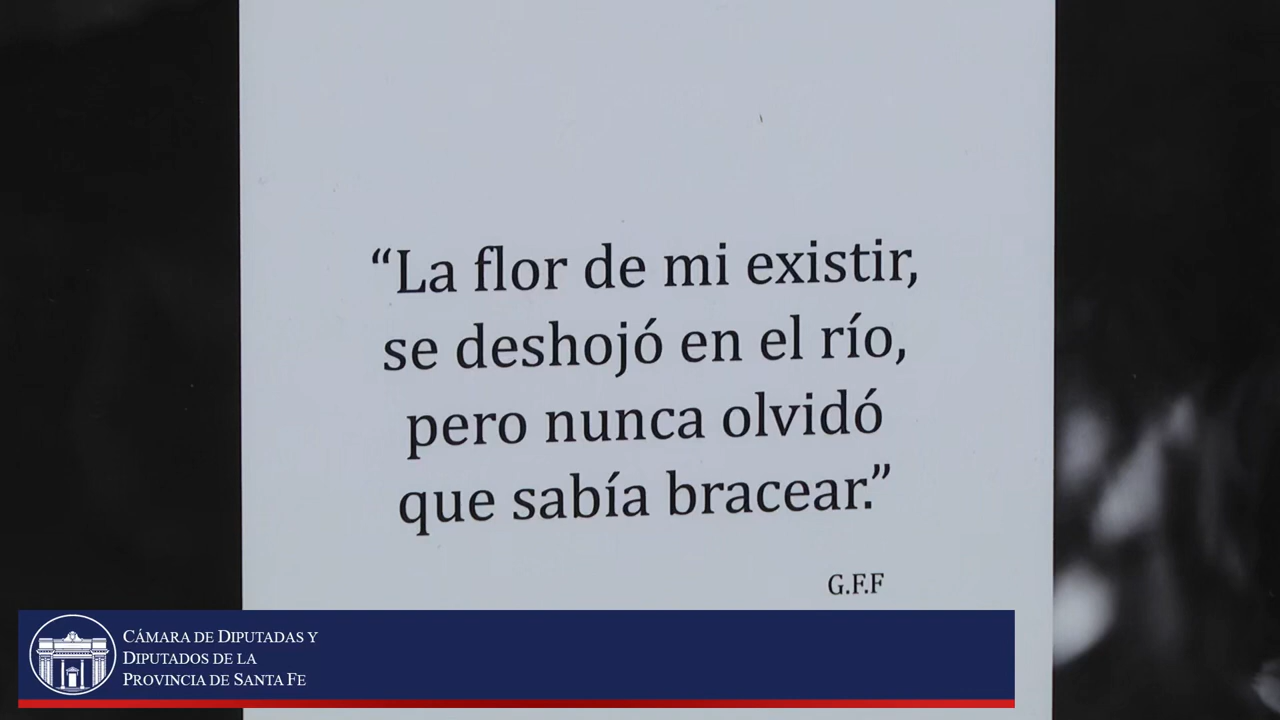 “La flor de mi existir,
se deshojó en el río,
pero nunca olvidó
que sabía bracear.”
G.F.F
CÁMARA DE DIPUTADAS Y
DIPUTADOS DE LA
PROVINCIA DE SANTA FE